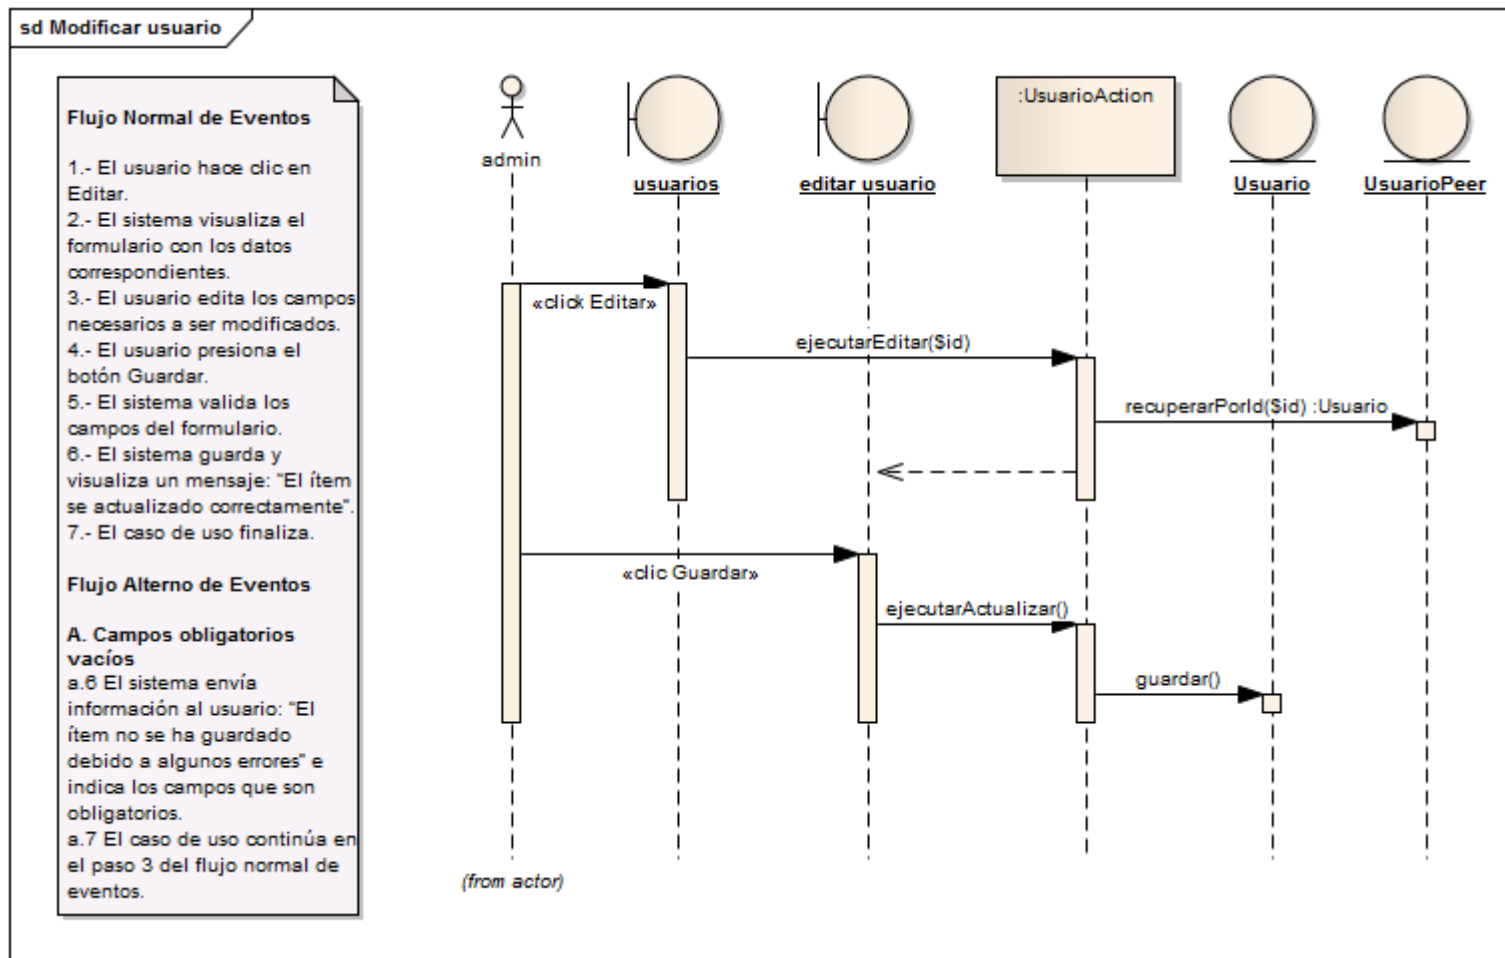 sd Modificar usuario
Flujo Normal de Eventos
1.- El usuario hace clic en
Editar.
2.- El sistema visualiza el
formulario con los datos
correspondientes.
3.- El usuario edita los campos
necesarios a ser modificados.
4.- El usuario presiona el
botón Guardar.
5.- El sistema valida los
campos del formulario.
6.- El sistema guarda y
visualiza un mensaje: "El ítem
se actualizado correctamente".
7.- El caso de uso finaliza.
Flujo Alterno de Eventos
A. Campos obligatorios
vacíos
a.6 El sistema envía
información al usuario: "El
ítem no se ha guardado
debido a algunos errores" e
indica los campos que son
obligatorios.
a.7 El caso de uso continúa en
el paso 3 del flujo normal de
eventos.
admin
usuarios
editar usuario
:UsuarioAction
Usuario
UsuarioPeer
«click Editar»
ejecutarEditar($id)
recuperarPorId($id) :Usuario
«clic Guardar»
ejecutarActualizar()
guardar()
(from actor)